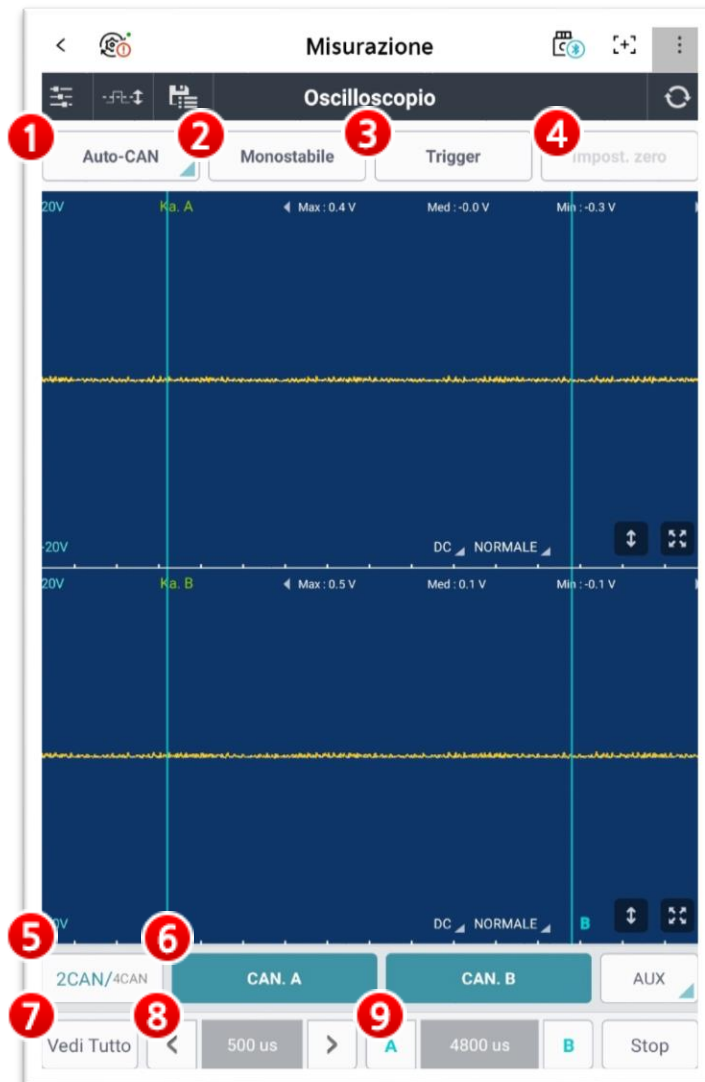 Misurazione
Oscilloscopio
1 2 3 4
Auto-CAN Monostabile Trigger impost. zero
20V Ka. A Max : 0.4 V Med : -0.0 V Min : -0.3 V
-20V DC NORMALE
20V Ka. B Max : 0.5 V Med : 0.1 V Min : -0.1 V
0V DC NORMALE B
5 6
2CAN/4CAN CAN. A CAN. B AUX
7 8 9
Vedi Tutto < 500 us > A 4800 us B Stop